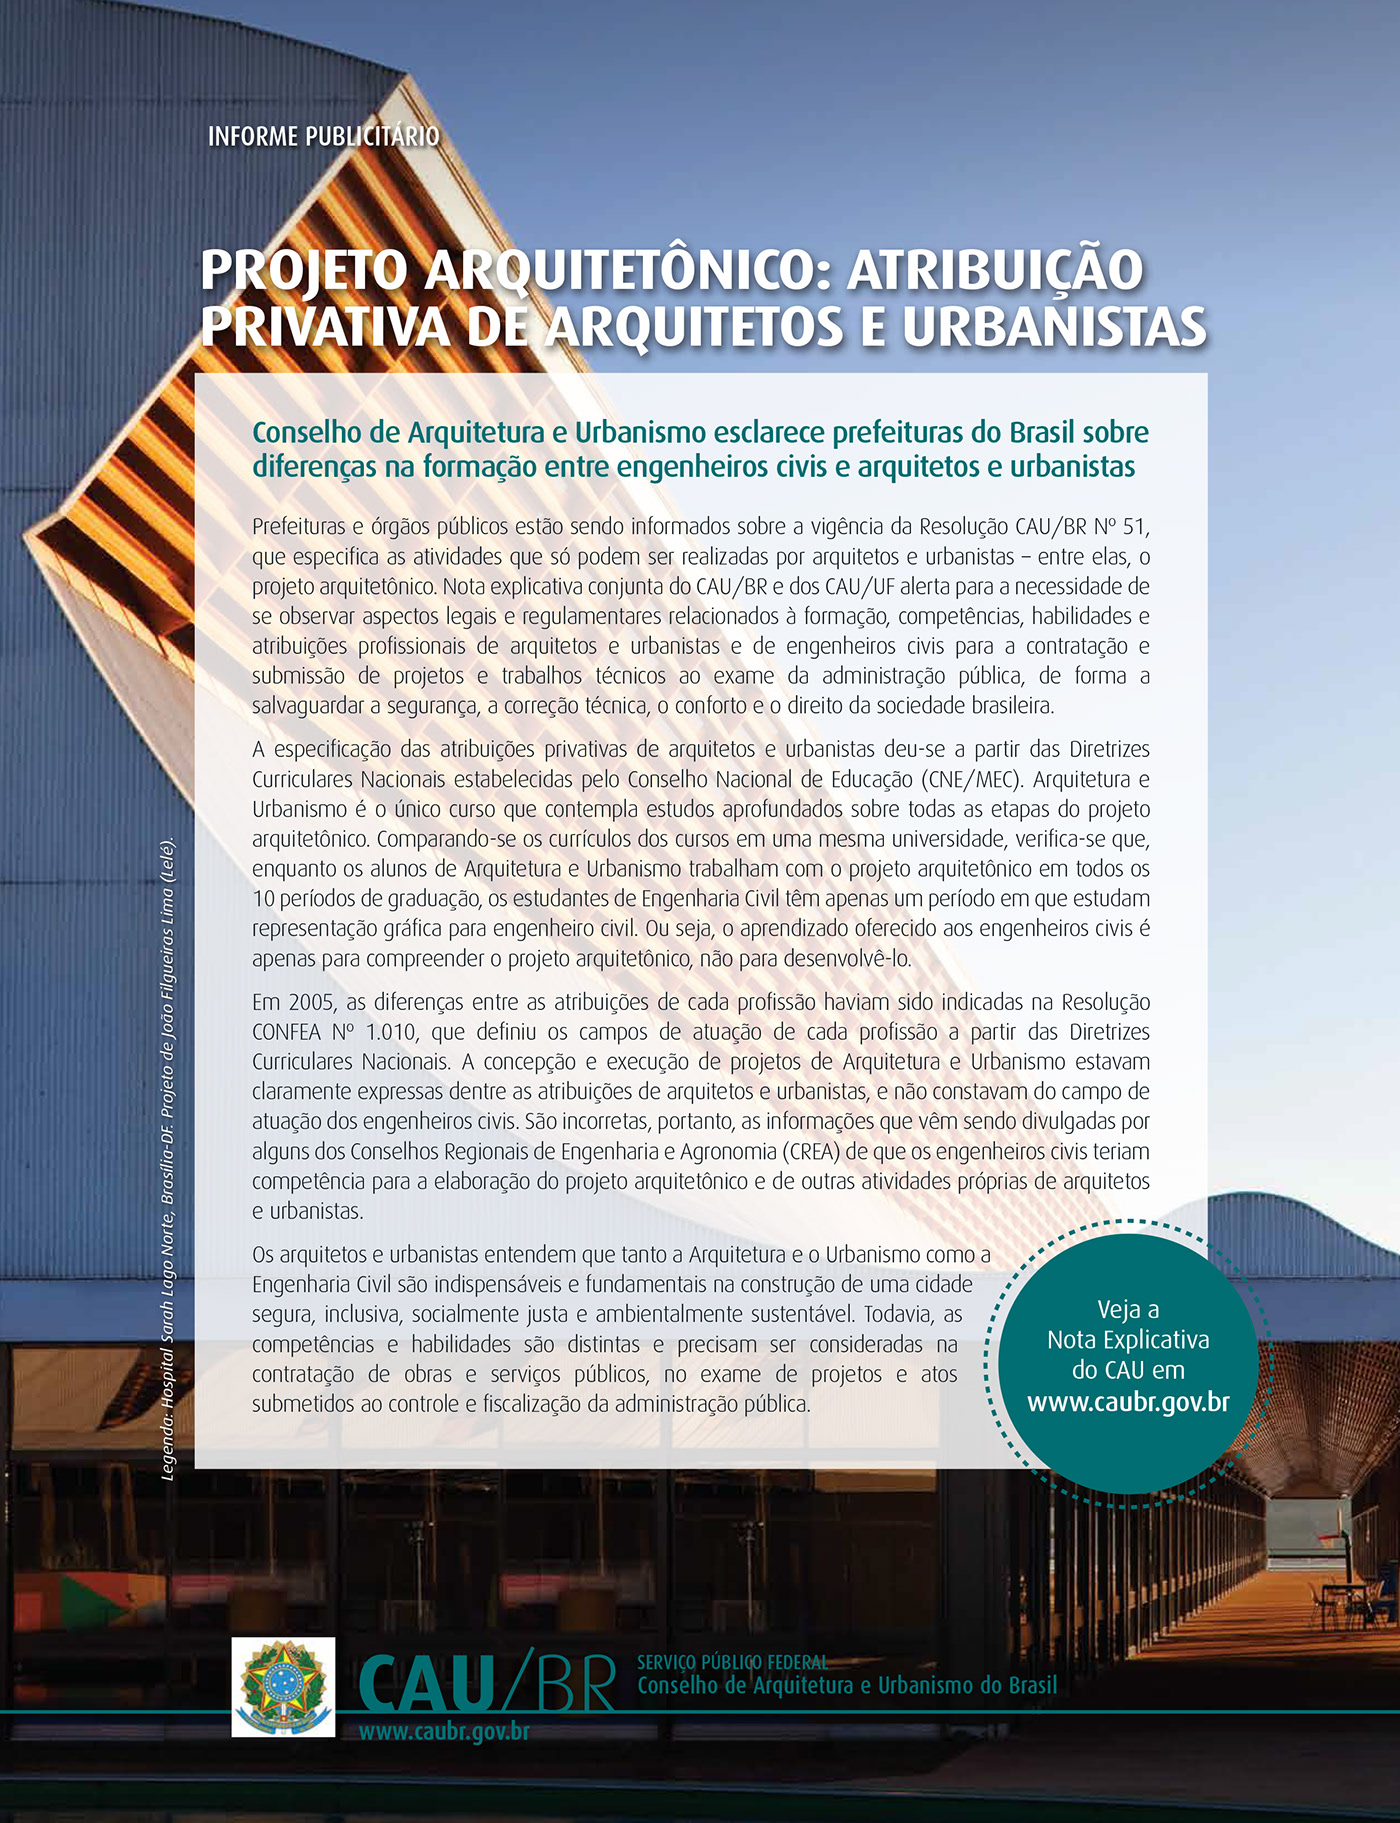 INFORME PUBLICITÁRIO
PROJETO ARQUITETÔNICO: ATRIBUIÇÃO
PRIVATIVA DE ARQUITETOS E URBANISTAS
Conselho de Arquitetura e Urbanismo esclarece prefeituras do Brasil sobre
diferenças na formação entre engenheiros civis e arquitetos e urbanistas
Prefeituras e órgãos públicos estão sendo informados sobre a vigência da Resolução CAU/BR Nº 51,
que especifica as atividades que só podem ser realizadas por arquitetos e urbanistas – entre elas, o
projeto arquitetônico. Nota explicativa conjunta do CAU/BR e dos CAU/UF alerta para a necessidade de
se observar aspectos legais e regulamentares relacionados à formação, competências, habilidades e
atribuições profissionais de arquitetos e urbanistas e de engenheiros civis para a contratação e
submissão de projetos e trabalhos técnicos ao exame da administração pública, de forma a
salvaguardar a segurança, a correção técnica, o conforto e o direito da sociedade brasileira.
A especificação das atribuições privativas de arquitetos e urbanistas deu-se a partir das Diretrizes
Curriculares Nacionais estabelecidas pelo Conselho Nacional de Educação (CNE/MEC). Arquitetura e
Urbanismo é o único curso que contempla estudos aprofundados sobre todas as etapas do projeto
arquitetônico. Comparando-se os currículos dos cursos em uma mesma universidade, verifica-se que,
enquanto os alunos de Arquitetura e Urbanismo trabalham com o projeto arquitetônico em todos os
10 períodos de graduação, os estudantes de Engenharia Civil têm apenas um período em que estudam
representação gráfica para engenheiro civil. Ou seja, o aprendizado oferecido aos engenheiros civis é
apenas para compreender o projeto arquitetônico, não para desenvolvê-lo.
Em 2005, as diferenças entre as atribuições de cada profissão haviam sido indicadas na Resolução
CONFEA Nº 1.010, que definiu os campos de atuação de cada profissão a partir das Diretrizes
Curriculares Nacionais. A concepção e execução de projetos de Arquitetura e Urbanismo estavam
claramente expressas dentre as atribuições de arquitetos e urbanistas, e não constavam do campo de
atuação dos engenheiros civis. São incorretas, portanto, as informações que vêm sendo divulgadas por
alguns dos Conselhos Regionais de Engenharia e Agronomia (CREA) de que os engenheiros civis teriam
competência para a elaboração do projeto arquitetônico e de outras atividades próprias de arquitetos
e urbanistas.
Os arquitetos e urbanistas entendem que tanto a Arquitetura e o Urbanismo como a
Engenharia Civil são indispensáveis e fundamentais na construção de uma cidade
segura, inclusiva, socialmente justa e ambientalmente sustentável. Todavia, as
competências e habilidades são distintas e precisam ser consideradas na
contratação de obras e serviços públicos, no exame de projetos e atos
submetidos ao controle e fiscalização da administração pública.
Veja a
Nota Explicativa
do CAU em
www.caubr.gov.br
Legenda: Hospital Sarah Lago Norte, Brasília-DF. Projeto de João Filgueiras Lima (Lelé).
CAU/BR
SERVIÇO PÚBLICO FEDERAL
Conselho de Arquitetura e Urbanismo do Brasil
www.caubr.gov.br